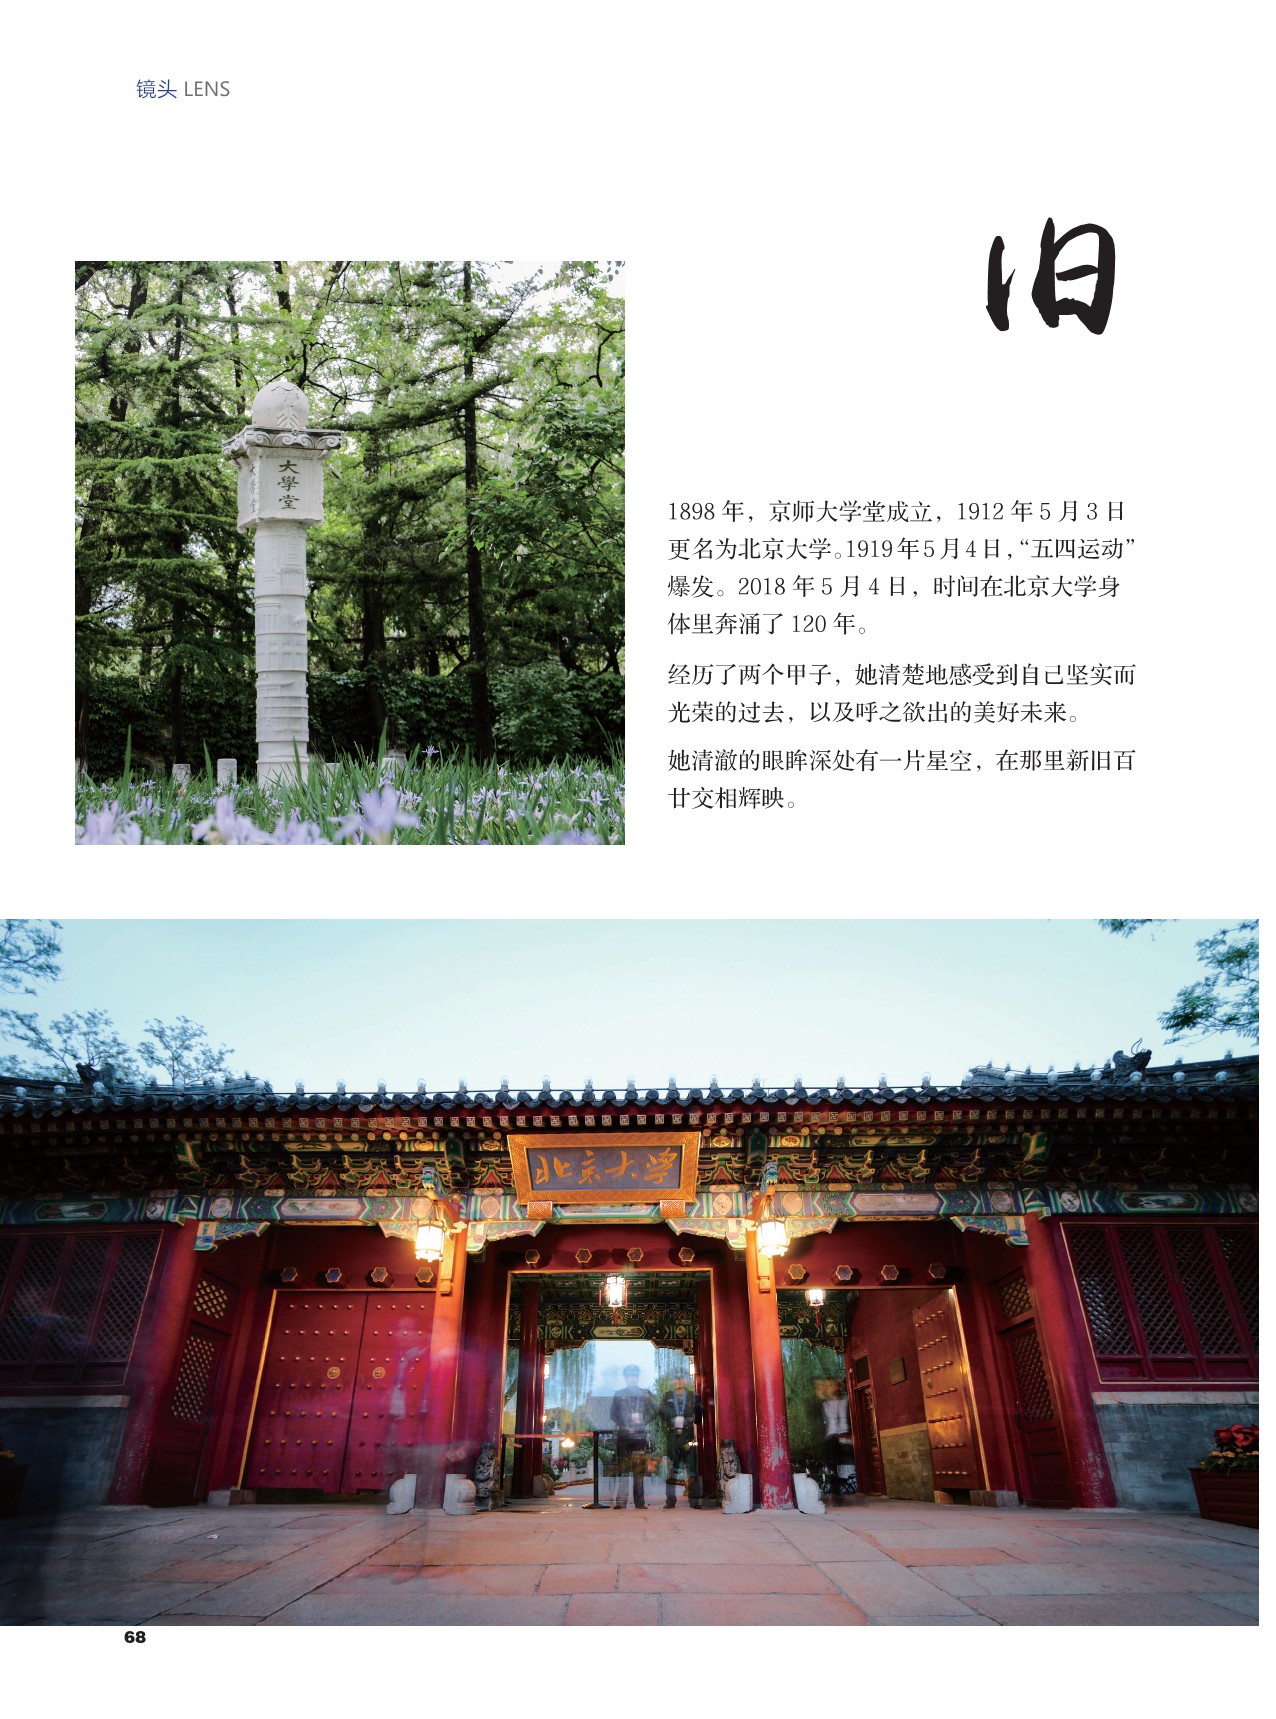 镜头 LENS
旧
大學堂
1898 年，京师大学堂成立，1912 年 5 月 3 日
更名为北京大学。1919 年 5 月 4 日，“五四运动”
爆发。2018 年 5 月 4 日，时间在北京大学身
体里奔涌了 120 年。
经历了两个甲子，她清楚地感受到自己坚实而
光荣的过去，以及呼之欲出的美好未来。
她清澈的眼眸深处有一片星空，在那里新旧百
廿交相辉映。
北京大学
68